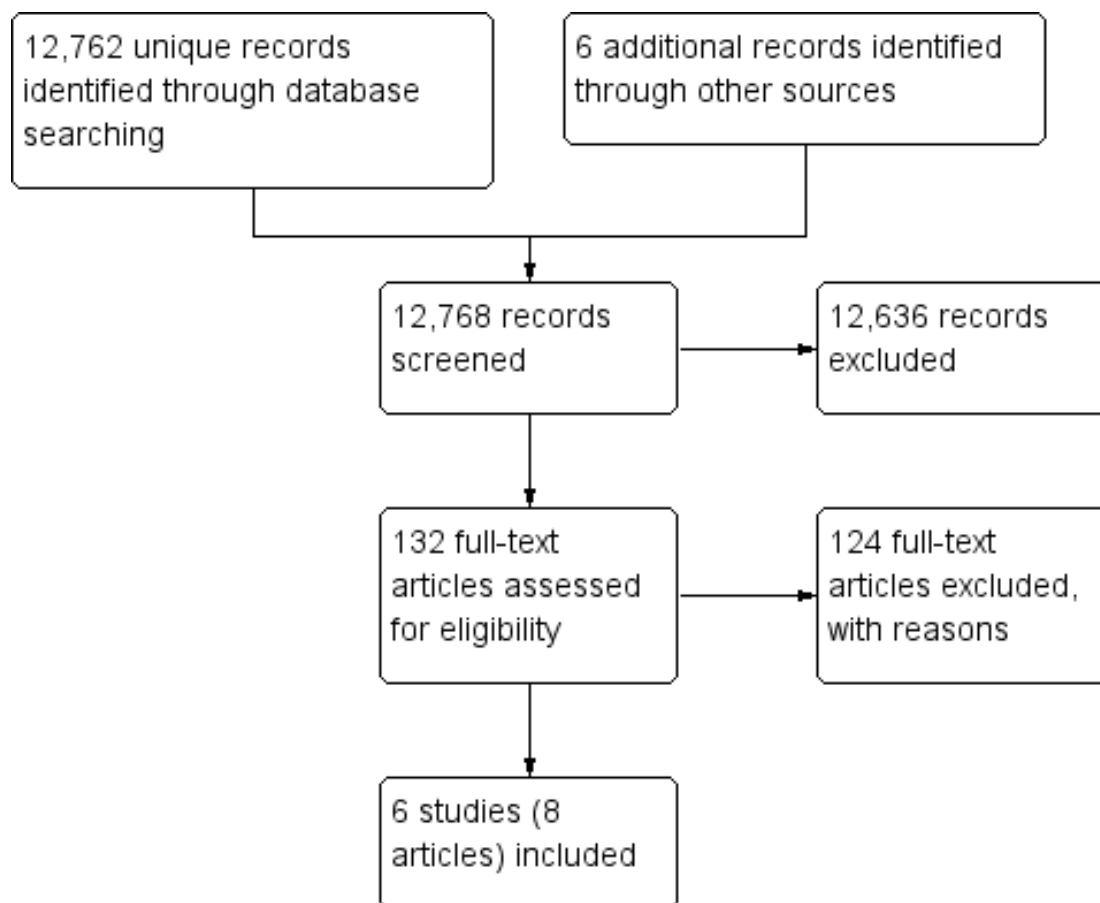 12,762 unique records
identified through database
searching
6 additional records identified
through other sources
12,768 records
screened
12,636 records
excluded
132 full-text
articles assessed
for eligibility
124 full-text
articles excluded,
with reasons
6 studies (8
articles) included